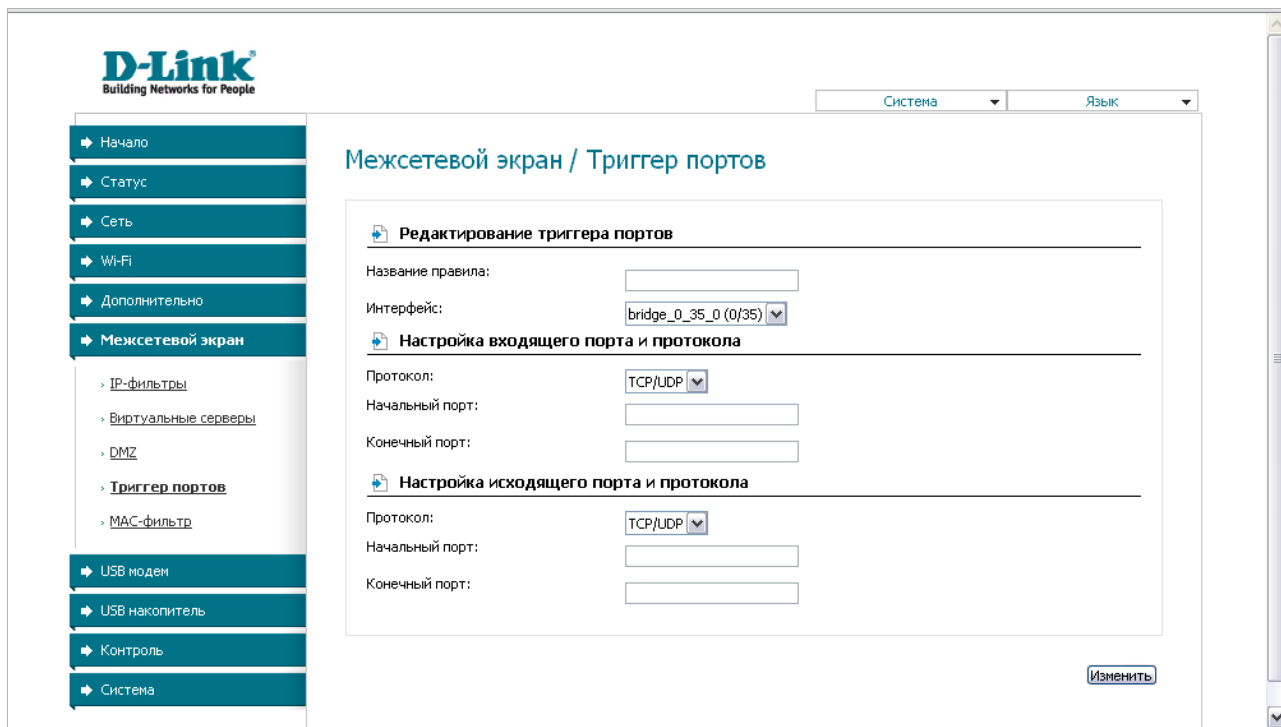 D-Link
Building Networks for People
Система
Язык
Начало
Статус
Сеть
Wi-Fi
Дополнительно
Межсетевой экран
IP-фильтры
Виртуальные серверы
DMZ
Триггер портов
MAC-фильтр
USB модем
USB накопитель
Контроль
Система
Межсетевой экран / Триггер портов
Редактирование триггера портов
Название правила:
Интерфейс: bridge_0_35_0 (0/35)
Настройка входящего порта и протокола
Протокол: TCP/UDP
Начальный порт:
Конечный порт:
Настройка исходящего порта и протокола
Протокол: TCP/UDP
Начальный порт:
Конечный порт:
Изменить